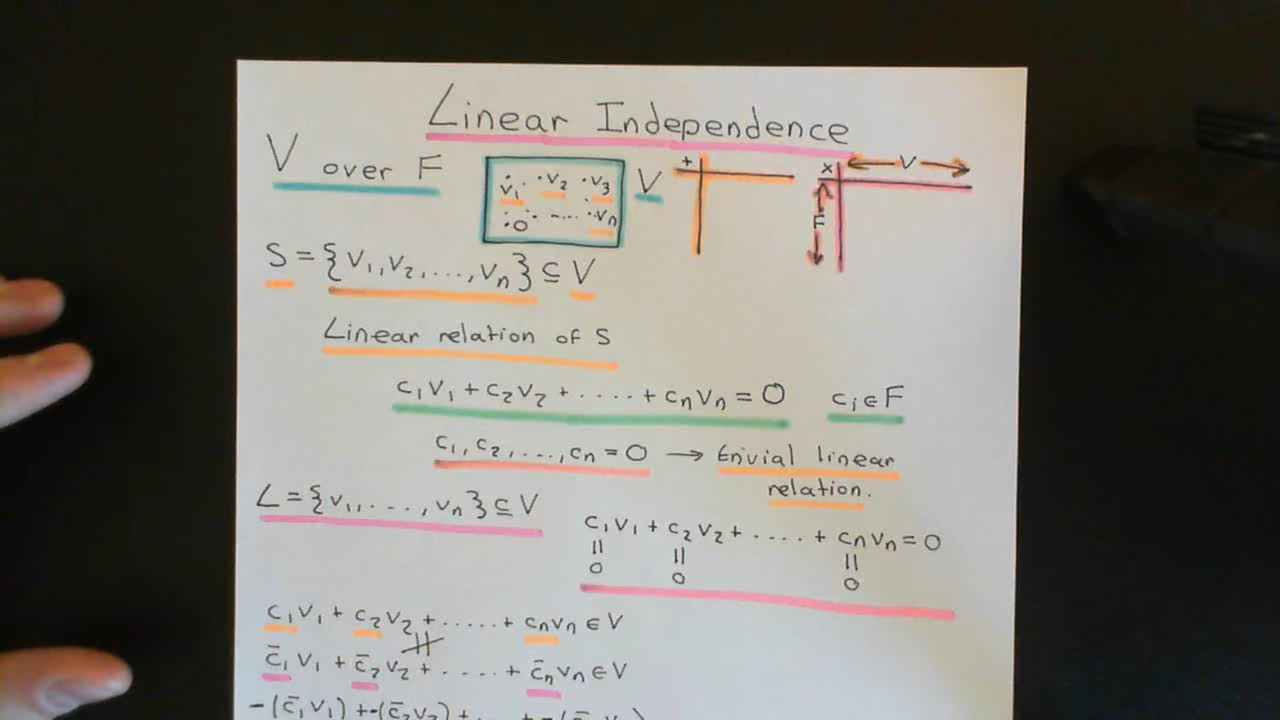 Linear Independence
V over F
v₁ v₂ v₃
0 .... vₙ
V
+
x
V
F
S = {v₁, v₂, ..., vₙ} ⊆ V
Linear relation of S
c₁v₁ + c₂v₂ + ..... + cₙvₙ = 0 cᵢ ∈ F
c₁, c₂, ..., cₙ = 0 → trivial linear
relation.
L = {v₁, ..., vₙ} ⊆ V
c₁v₁ + c₂v₂ + ..... + cₙvₙ = 0
|| || ||
0 0 0
c₁v₁ + c₂v₂ + ..... + cₙvₙ ∈ V
∦
c̄₁v₁ + c̄₂v₂ + ..... + c̄ₙvₙ ∈ V
-(c̄₁v₁) + -(c̄₂v₂) + ....